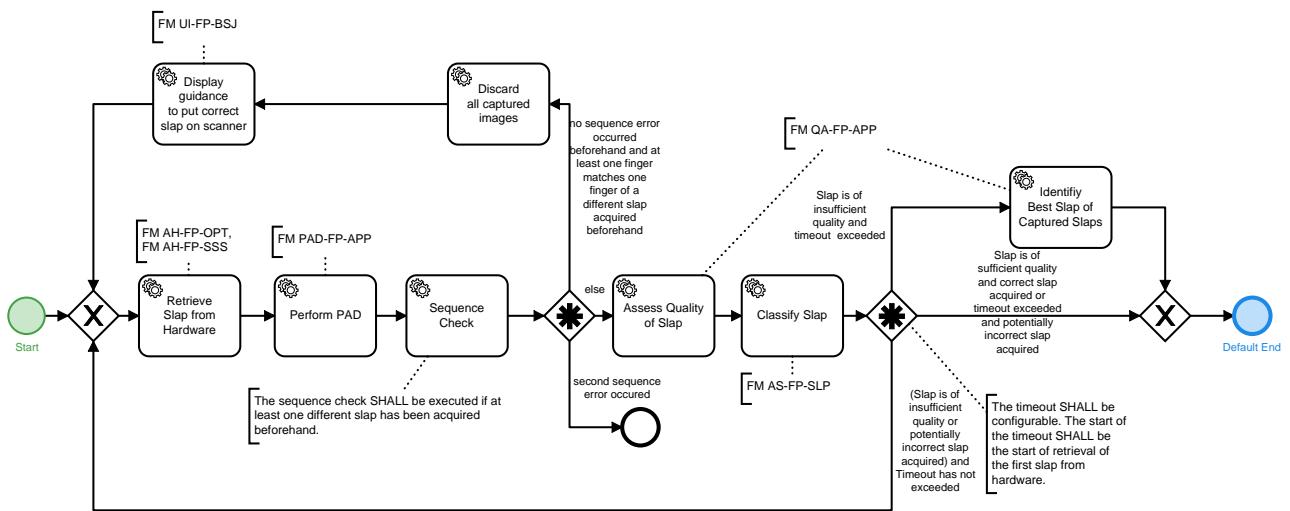 FM UI-FP-BSJ
Display
guidance
to put correct
slap on scanner
Discard
all captured
images
no sequence error
occurred
beforehand and at
least one finger
matches one
finger of a
different slap
acquired
beforehand
FM QA-FP-APP
Slap is of
insufficient
quality and
timeout exceeded
Identifiy
Best Slap of
Captured Slaps
FM AH-FP-OPT,
FM AH-FP-SSS
FM PAD-FP-APP
Start
Retrieve
Slap from
Hardware
Perform PAD
Sequence
Check
else
Assess Quality
of Slap
Classify Slap
Slap is of
sufficient quality
and correct slap
acquired or
timeout exceeded
and potentially
incorrect slap
acquired
Default End
The sequence check SHALL be executed if at
least one different slap has been acquired
beforehand.
second sequence
error occured
FM AS-FP-SLP
(Slap is of
insufficient
quality or
potentially
incorrect slap
acquired) and
Timeout has not
exceeded
The timeout SHALL be
configurable. The start of
the timeout SHALL be
the start of retrieval of
the first slap from
hardware.